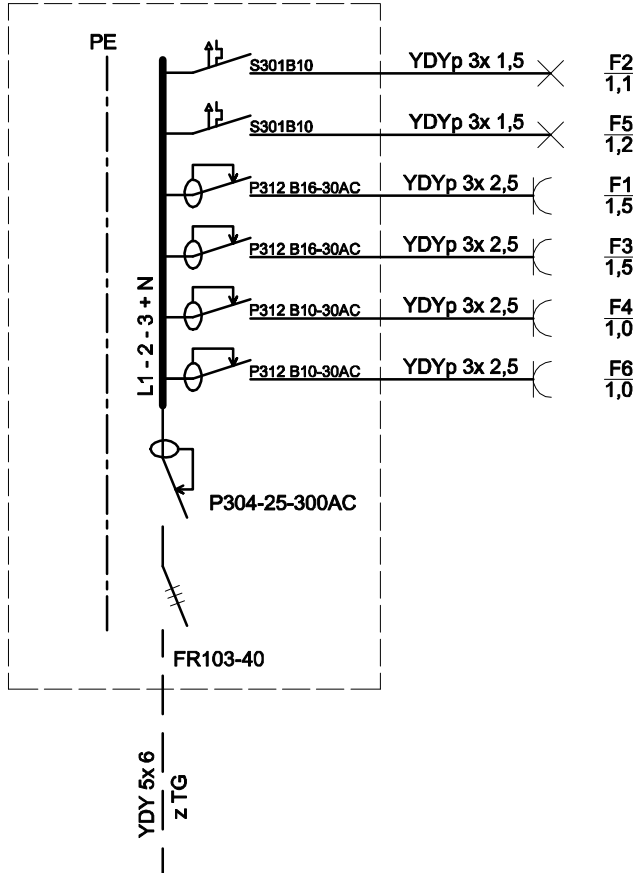 PE
S301B10
YDYp 3x 1,5
F2
1,1
S301B10
YDYp 3x 1,5
F5
1,2
P312 B16-30AC
YDYp 3x 2,5
F1
1,5
P312 B16-30AC
YDYp 3x 2,5
F3
1,5
P312 B10-30AC
YDYp 3x 2,5
F4
1,0
P312 B10-30AC
YDYp 3x 2,5
F6
1,0
L1 - 2 - 3 + N
P304-25-300AC
FR103-40
YDY 5x 6
z TG